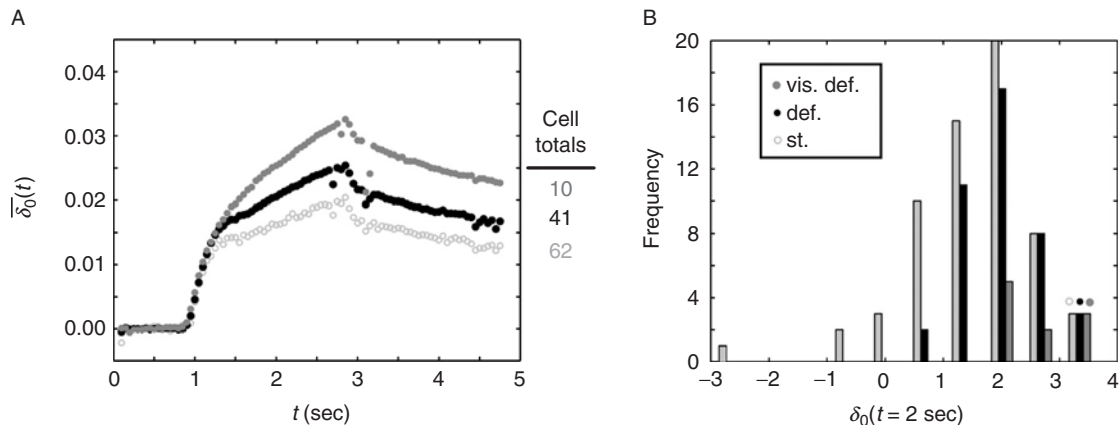 A
0.04
0.03
0.02
0.01
0.00
δ₀(t)
0 1 2 3 4 5
t (sec)
Cell
totals
10
41
62
B
20
16
12
8
4
0
Frequency
vis. def.
def.
st.
−3 −2 −1 0 1 2 3 4
δ₀(t = 2 sec)